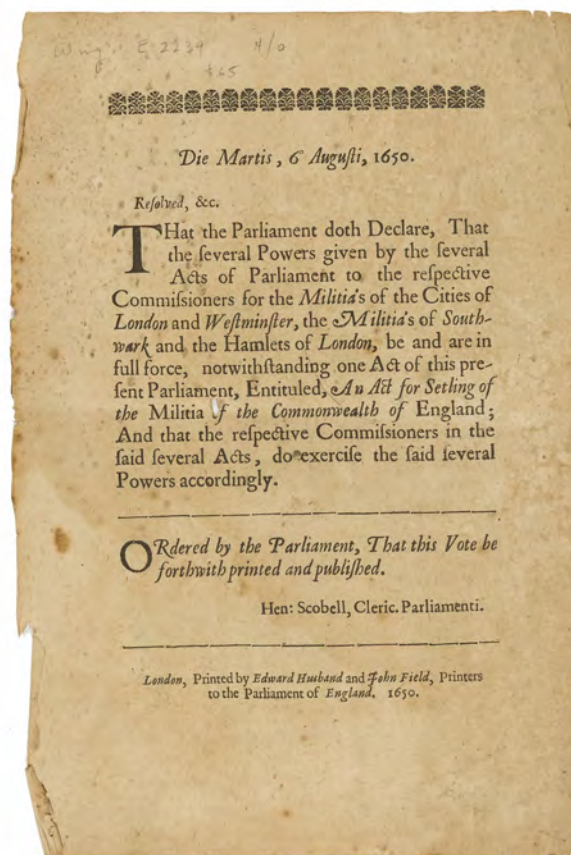 Wing E 2239 4/0
$65
Die Martis, 6 Augusti, 1650.
Resolved, &c.
THat the Parliament doth Declare, That
the ſeveral Powers given by the ſeveral
Acts of Parliament to the reſpective
Commiſsioners for the Militia's of the Cities of
London and Weſtminſter, the Militia's of South-
wark and the Hamlets of London, be and are in
full force, notwithſtanding one Act of this pre-
ſent Parliament, Entituled, An Act for Setling of
the Militia of the Commonwealth of England;
And that the reſpective Commiſsioners in the
ſaid ſeveral Acts, do exerciſe the ſaid ſeveral
Powers accordingly.
ORdered by the Parliament, That this Vote be
forthwith printed and publiſhed.
Hen: Scobell, Cleric. Parliamenti.
London, Printed by Edward Husband and John Field, Printers
to the Parliament of England. 1650.